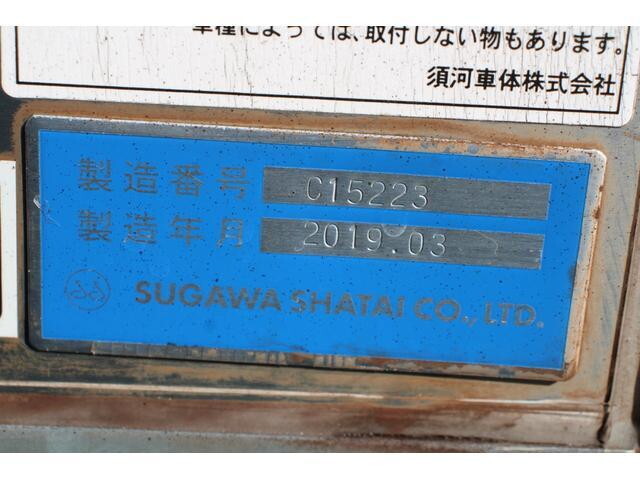 車種によっては、取付しない物もあります。
須河車体株式会社
製造番号 C15223
製造年月 2019.03
SUGAWA SHATAI CO., LTD.